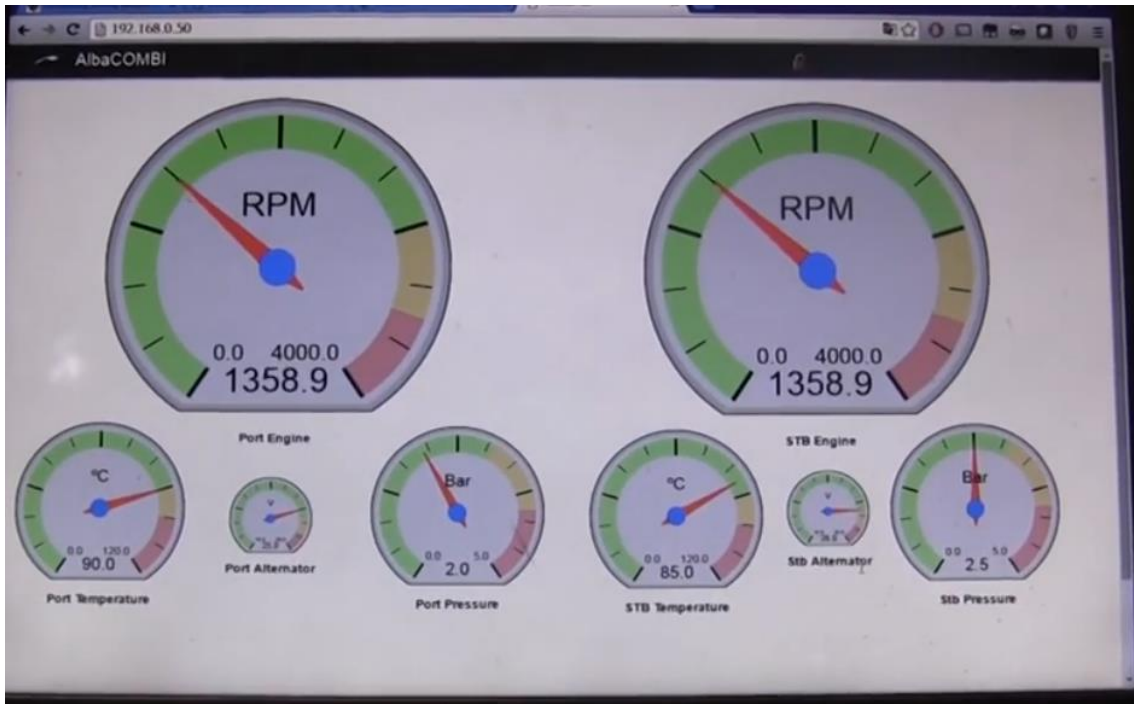 192.168.0.50
AlbaCOMBI
RPM
0.0 4000.0
1358.9
Port Engine
RPM
0.0 4000.0
1358.9
STB Engine
ºC
0.0 120.0
90.0
Port Temperature
V
Port Alternator
Bar
0.0 5.0
2.0
Port Pressure
ºC
0.0 120.0
85.0
STB Temperature
V
Stb Alternator
Bar
0.0 5.0
2.5
Stb Pressure